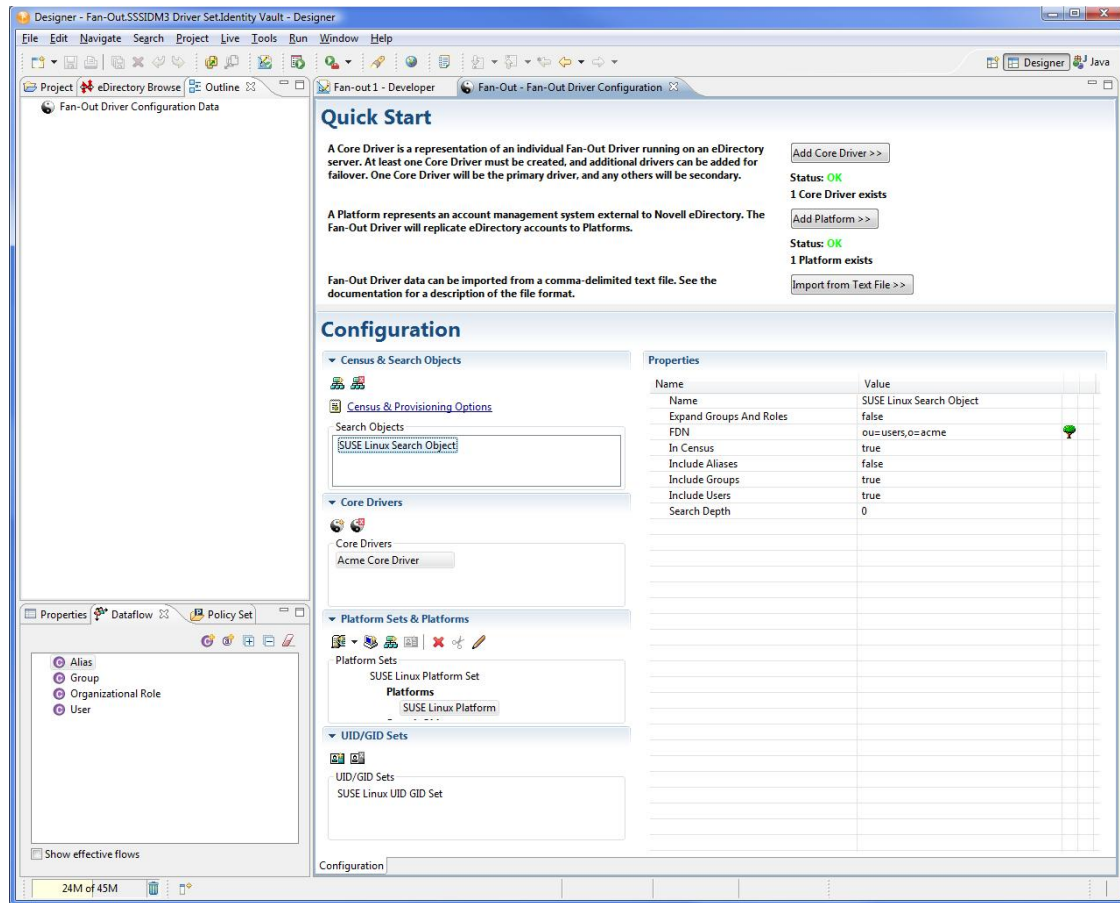 Designer - Fan-Out.SSSIDM3 Driver Set.Identity Vault - Designer
File Edit Navigate Search Project Live Tools Run Window Help
Designer Java
Project eDirectory Browse Outline
Fan-out 1 - Developer Fan-Out - Fan-Out Driver Configuration
Fan-Out Driver Configuration Data
Quick Start
A Core Driver is a representation of an individual Fan-Out Driver running on an eDirectory
server. At least one Core Driver must be created, and additional drivers can be added for
failover. One Core Driver will be the primary driver, and any others will be secondary.
Add Core Driver >>
Status: OK
1 Core Driver exists
A Platform represents an account management system external to Novell eDirectory. The
Fan-Out Driver will replicate eDirectory accounts to Platforms.
Add Platform >>
Status: OK
1 Platform exists
Fan-Out Driver data can be imported from a comma-delimited text file. See the
documentation for a description of the file format.
Import from Text File >>
Configuration
Census & Search Objects
Census & Provisioning Options
Search Objects
SUSE Linux Search Object
Core Drivers
Core Drivers
Acme Core Driver
Platform Sets & Platforms
Platform Sets
SUSE Linux Platform Set
Platforms
SUSE Linux Platform
UID/GID Sets
UID/GID Sets
SUSE Linux UID GID Set
Properties
Name Value
Name SUSE Linux Search Object
Expand Groups And Roles false
FDN ou=users,o=acme
In Census true
Include Aliases false
Include Groups true
Include Users true
Search Depth 0
Properties Dataflow Policy Set
Alias
Group
Organizational Role
User
Show effective flows
Configuration
24M of 45M